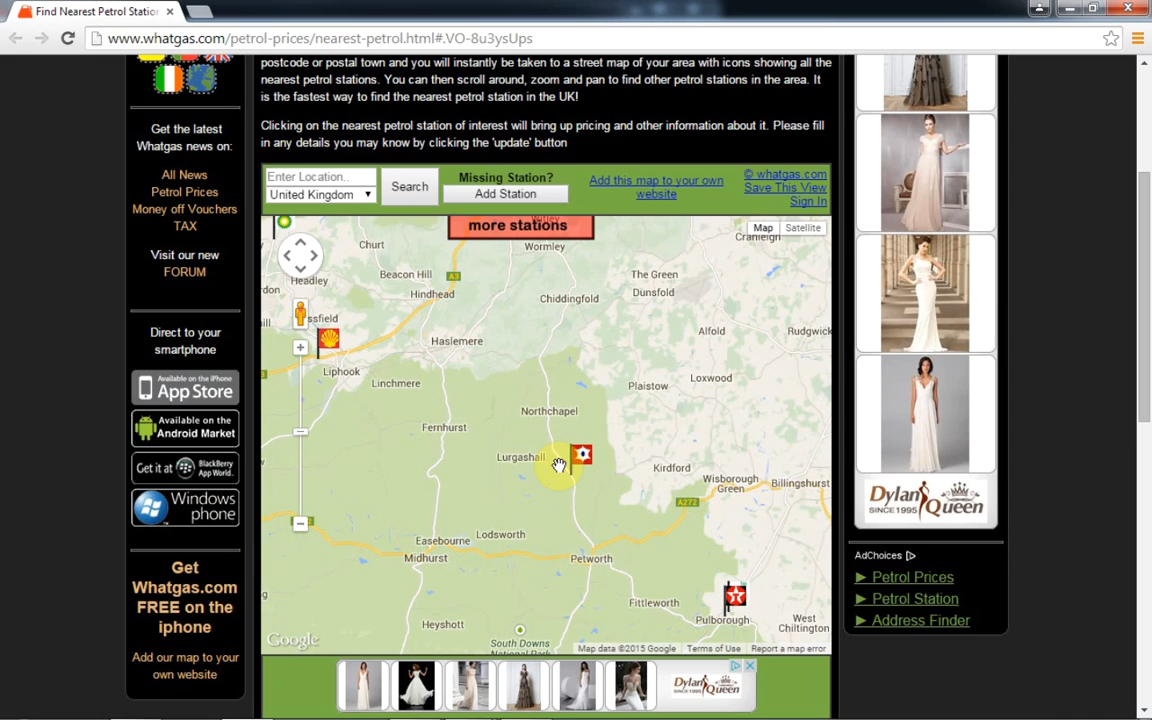 Find Nearest Petrol Station
www.whatgas.com/petrol-prices/nearest-petrol.html#.VO-8u3ysUps
postcode or postal town and you will instantly be taken to a street map of your area with icons showing all the
nearest petrol stations. You can then scroll around, zoom and pan to find other petrol stations in the area. It
is the fastest way to find the nearest petrol station in the UK!
Clicking on the nearest petrol station of interest will bring up pricing and other information about it. Please fill
in any details you may know by clicking the 'update' button
Get the latest
Whatgas news on:
All News
Petrol Prices
Money off Vouchers
TAX
Visit our new
FORUM
Direct to your
smartphone
Available on the iPhone
App Store
Available on the
Android Market
Get it at BlackBerry
App World
Windows
phone
Get
Whatgas.com
FREE on the
iphone
Add our map to your
own website
Enter Location..
United Kingdom
Search
Missing Station?
Add Station
Add this map to your own
website
© whatgas.com
Save This View
Sign In
more stations
Map
Satellite
Cranleigh
Churt
Wormley
Beacon Hill
A3
The Green
Dunsfold
Headley
Hindhead
Chiddingfold
Alfold
Rudgwick
Haslemere
Liphook
Linchmere
Plaistow
Loxwood
Northchapel
Fernhurst
Lurgashall
Kirdford
Wisborough
Green
Billingshurst
A272
Lodsworth
Easebourne
Midhurst
Petworth
Fittleworth
Pulborough
West
Chiltington
Heyshott
South Downs
National Park
Google
Map data ©2015 Google
Terms of Use
Report a map error
Dylan Queen
SINCE 1995
Dylan Queen
SINCE 1995
AdChoices
► Petrol Prices
► Petrol Station
► Address Finder